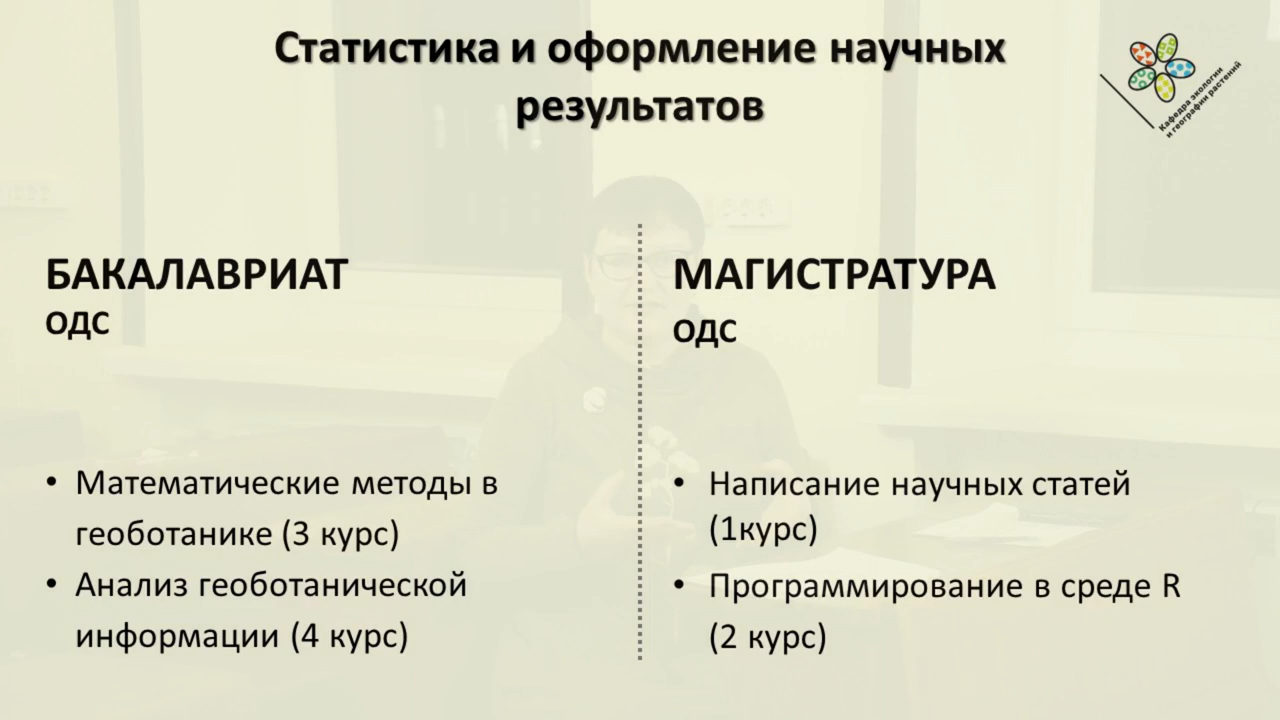 Статистика и оформление научных
результатов
Кафедра экологии
и географии растений
БАКАЛАВРИАТ
ОДС
• Математические методы в
геоботанике (3 курс)
• Анализ геоботанической
информации (4 курс)
МАГИСТРАТУРА
ОДС
• Написание научных статей
(1курс)
• Программирование в среде R
(2 курс)